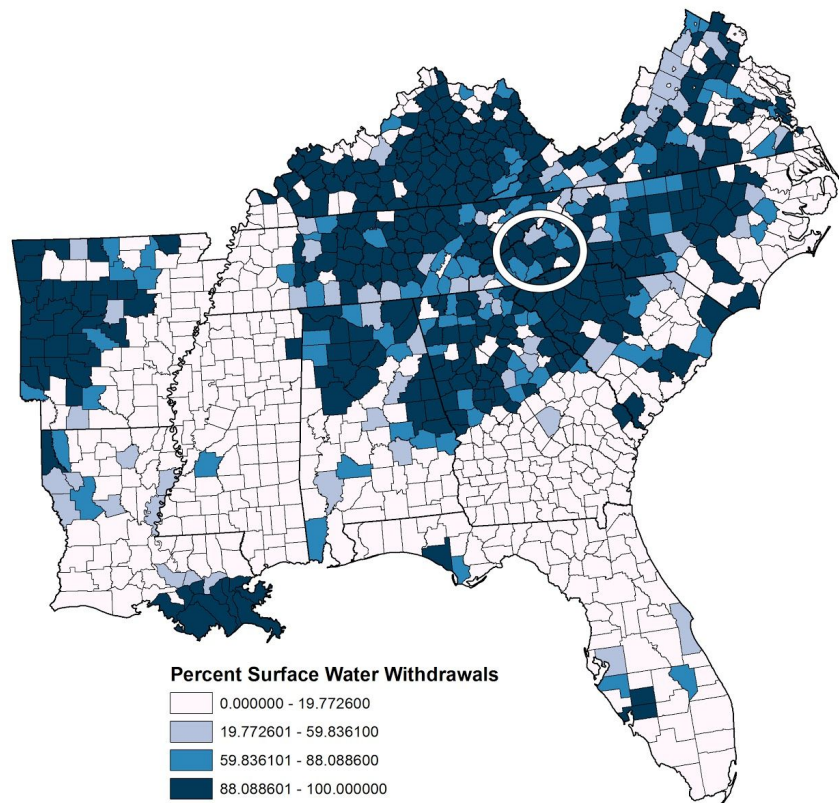 Percent Surface Water Withdrawals
0.000000 - 19.772600
19.772601 - 59.836100
59.836101 - 88.088600
88.088601 - 100.000000